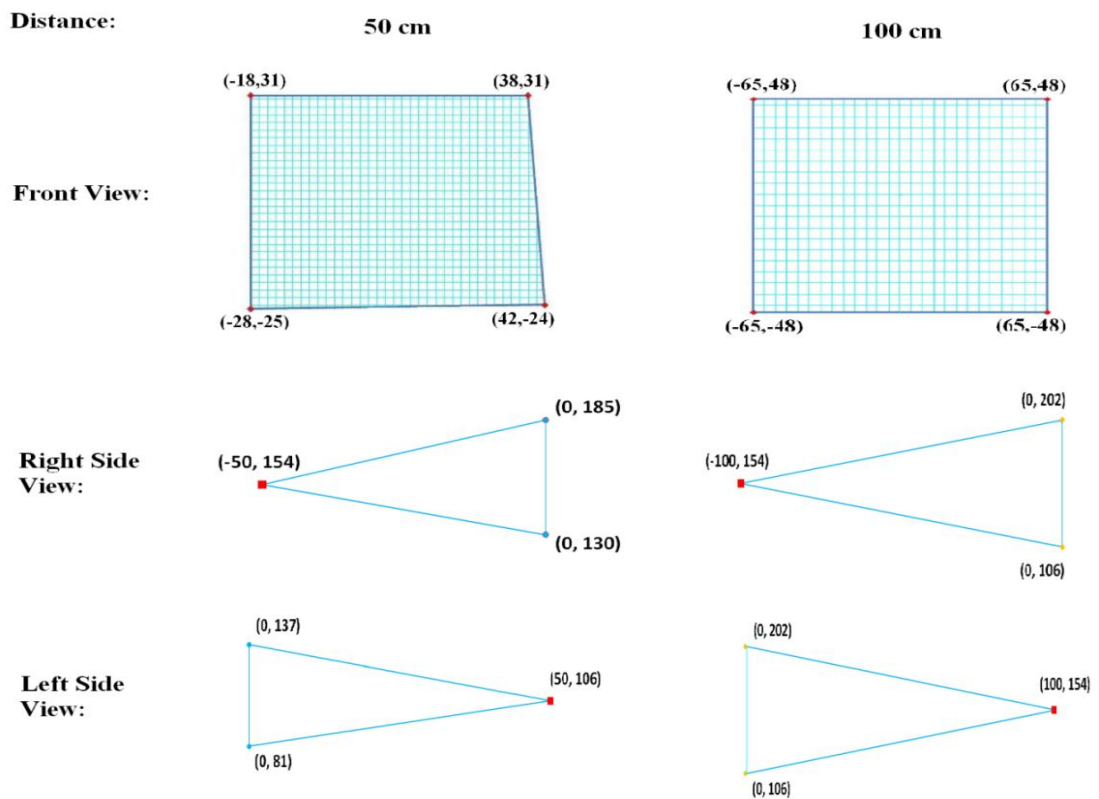 Distance:
50 cm
100 cm
(-18,31)
(38,31)
(-65,48)
(65,48)
Front View:
(-28,-25)
(42,-24)
(-65,-48)
(65,-48)
(0, 185)
(0, 202)
Right Side
View:
(-50, 154)
(-100, 154)
(0, 130)
(0, 106)
(0, 137)
(0, 202)
Left Side
View:
(50, 106)
(100, 154)
(0, 81)
(0, 106)